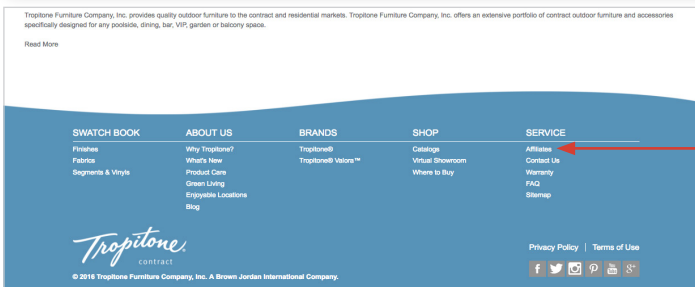 Tropitone Furniture Company, Inc. provides quality outdoor furniture to the contract and residential markets. Tropitone Furniture Company, Inc. offers an extensive portfolio of contract outdoor furniture and accessories
specifically designed for any poolside, dining, bar, VIP, garden or balcony space.
Read More
SWATCH BOOK
Finishes
Fabrics
Segments & Vinyls
ABOUT US
Why Tropitone?
What's New
Product Care
Green Living
Enjoyable Locations
Blog
BRANDS
Tropitone®
Tropitone® Valora™
SHOP
Catalogs
Virtual Showroom
Where to Buy
SERVICE
Affiliates
Contact Us
Warranty
FAQ
Sitemap
Tropitone®
contract
© 2016 Tropitone Furniture Company, Inc. A Brown Jordan International Company.
Privacy Policy | Terms of Use